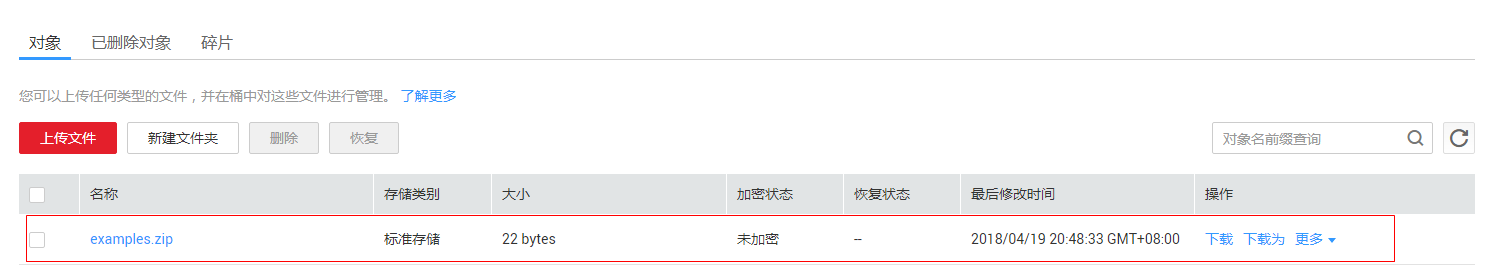 对象 已删除对象 碎片
您可以上传任何类型的文件，并在桶中对这些文件进行管理。 了解更多
上传文件 新建文件夹 删除 恢复 对象名前缀查询
名称 存储类别 大小 加密状态 恢复状态 最后修改时间 操作
examples.zip 标准存储 22 bytes 未加密 -- 2018/04/19 20:48:33 GMT+08:00 下载 下载为 更多